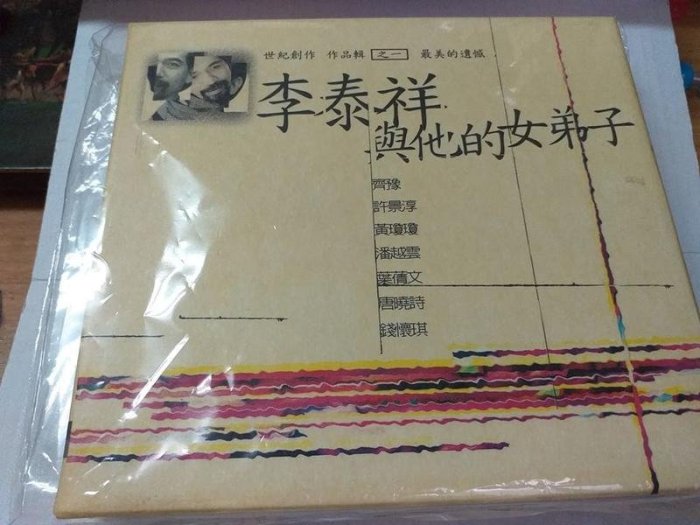 世紀創作 作品輯 之一 最美的遺憾
李泰祥
與他的女弟子
齊豫
許景淳
黃瓊瓊
潘越雲
葉蒨文
唐曉詩
錢懷琪